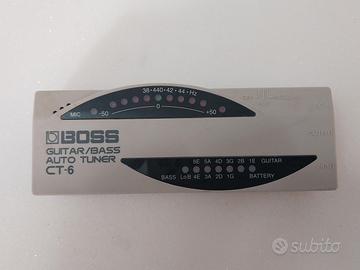 38·440·42·44·Hz
MIC
-50
0
+50
BOSS
GUITAR/BASS
AUTO TUNER
CT-6
6E 5A 4D 3G 2B 1E GUITAR
BASS LoB 4E 3A 2D 1G BATTERY
subito